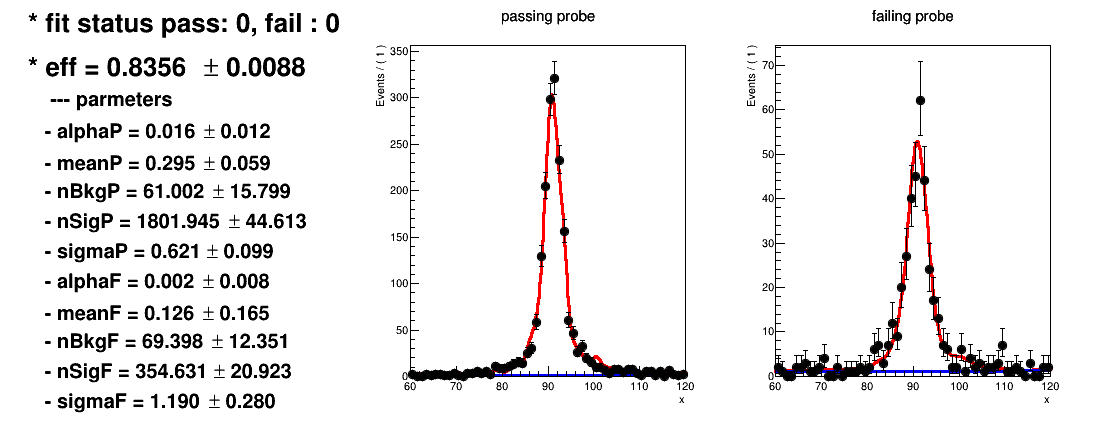 * fit status pass: 0, fail : 0
* eff = 0.8356 ± 0.0088
--- parmeters
- alphaP = 0.016 ± 0.012
- meanP = 0.295 ± 0.059
- nBkgP = 61.002 ± 15.799
- nSigP = 1801.945 ± 44.613
- sigmaP = 0.621 ± 0.099
- alphaF = 0.002 ± 0.008
- meanF = 0.126 ± 0.165
- nBkgF = 69.398 ± 12.351
- nSigF = 354.631 ± 20.923
- sigmaF = 1.190 ± 0.280
passing probe
Events / ( 1 )
350
300
250
200
150
100
50
0
60 70 80 90 100 110 120
x
failing probe
Events / ( 1 )
70
60
50
40
30
20
10
0
60 70 80 90 100 110 120
x